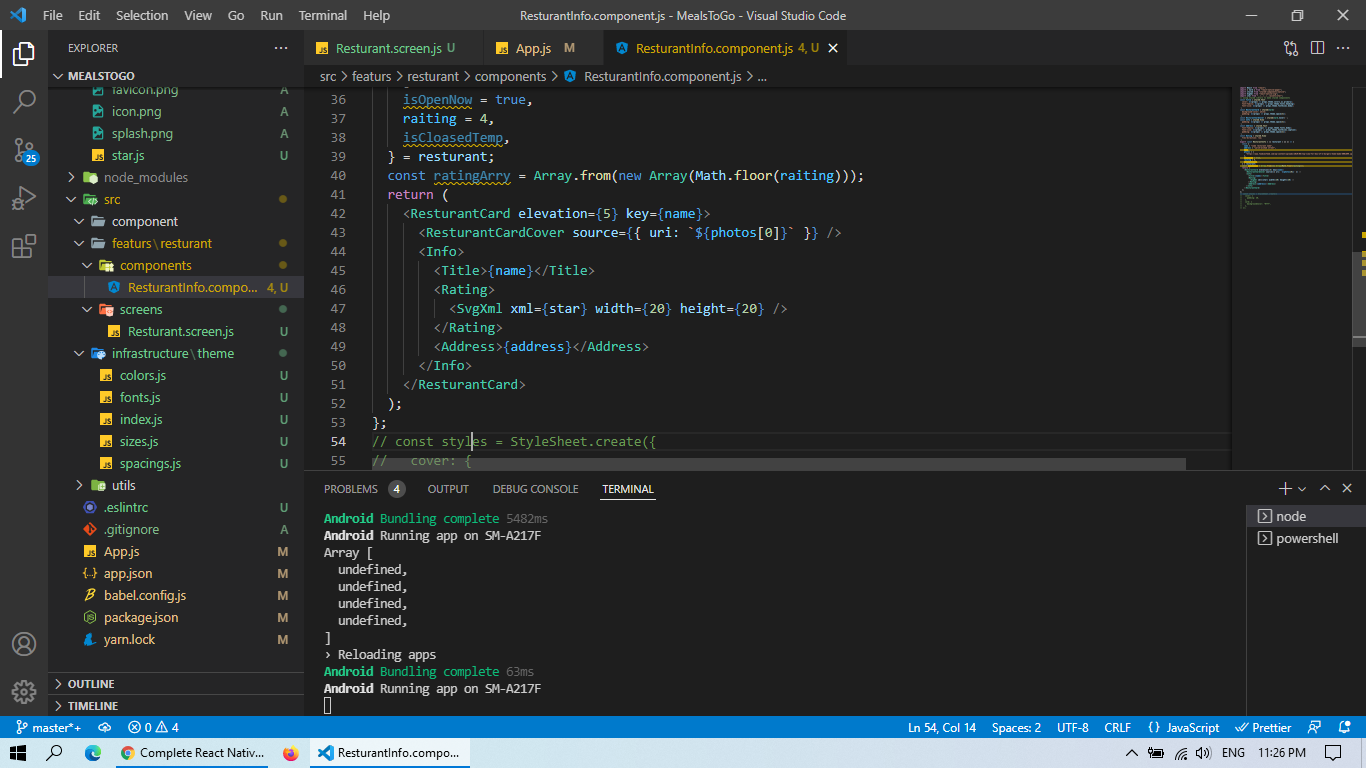 File Edit Selection View Go Run Terminal Help ResturantInfo.component.js - MealsToGo - Visual Studio Code
EXPLORER
Resturant.screen.js U
App.js M
ResturantInfo.component.js 4, U
MEALSTOGO
src > featurs > resturant > components > ResturantInfo.component.js > ...
favicon.png A
icon.png A
splash.png A
star.js U
node_modules
src
component
featurs\resturant
components
ResturantInfo.compo... 4, U
screens
Resturant.screen.js U
infrastructure\theme
colors.js U
fonts.js U
index.js U
sizes.js U
spacings.js U
utils
.eslintrc U
.gitignore A
App.js M
app.json M
babel.config.js M
package.json M
yarn.lock M
OUTLINE
TIMELINE
25
36 isOpenNow = true,
37 raiting = 4,
38 isCloasedTemp,
39 } = resturant;
40 const ratingArry = Array.from(new Array(Math.floor(raiting)));
41 return (
42 <ResturantCard elevation={5} key={name}>
43 <ResturantCardCover source={{ uri: `${photos[0]}` }} />
44 <Info>
45 <Title>{name}</Title>
46 <Rating>
47 <SvgXml xml={star} width={20} height={20} />
48 </Rating>
49 <Address>{address}</Address>
50 </Info>
51 </ResturantCard>
52 );
53 };
54 // const styles = StyleSheet.create({
55 // cover: {
PROBLEMS 4 OUTPUT DEBUG CONSOLE TERMINAL
Android Bundling complete 5482ms
Android Running app on SM-A217F
Array [
undefined,
undefined,
undefined,
undefined,
]
› Reloading apps
Android Bundling complete 63ms
Android Running app on SM-A217F
node
powershell
master*+ 0 4 Ln 54, Col 14 Spaces: 2 UTF-8 CRLF {} JavaScript Prettier
Complete React Nativ... ResturantInfo.compo... ENG 11:26 PM